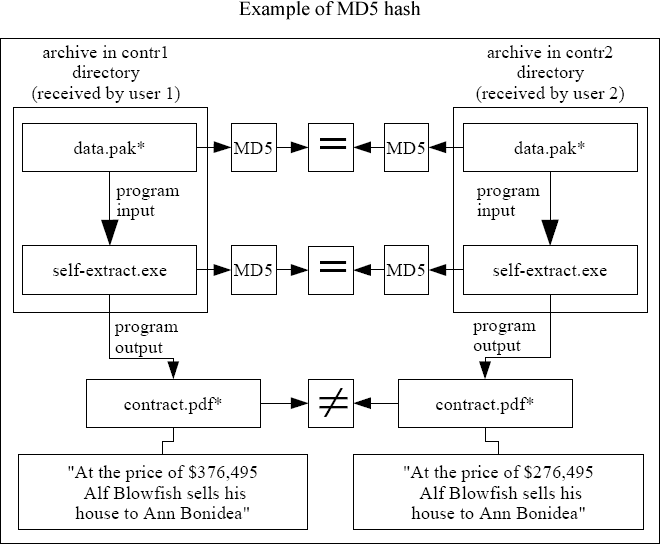 Example of MD5 hash
archive in contr1
directory
(received by user 1)
archive in contr2
directory
(received by user 2)
data.pak*
MD5
=
MD5
data.pak*
program
input
program
input
self-extract.exe
MD5
=
MD5
self-extract.exe
program
output
program
output
contract.pdf*
≠
contract.pdf*
"At the price of $376,495
Alf Blowfish sells his
house to Ann Bonidea"
"At the price of $276,495
Alf Blowfish sells his
house to Ann Bonidea"